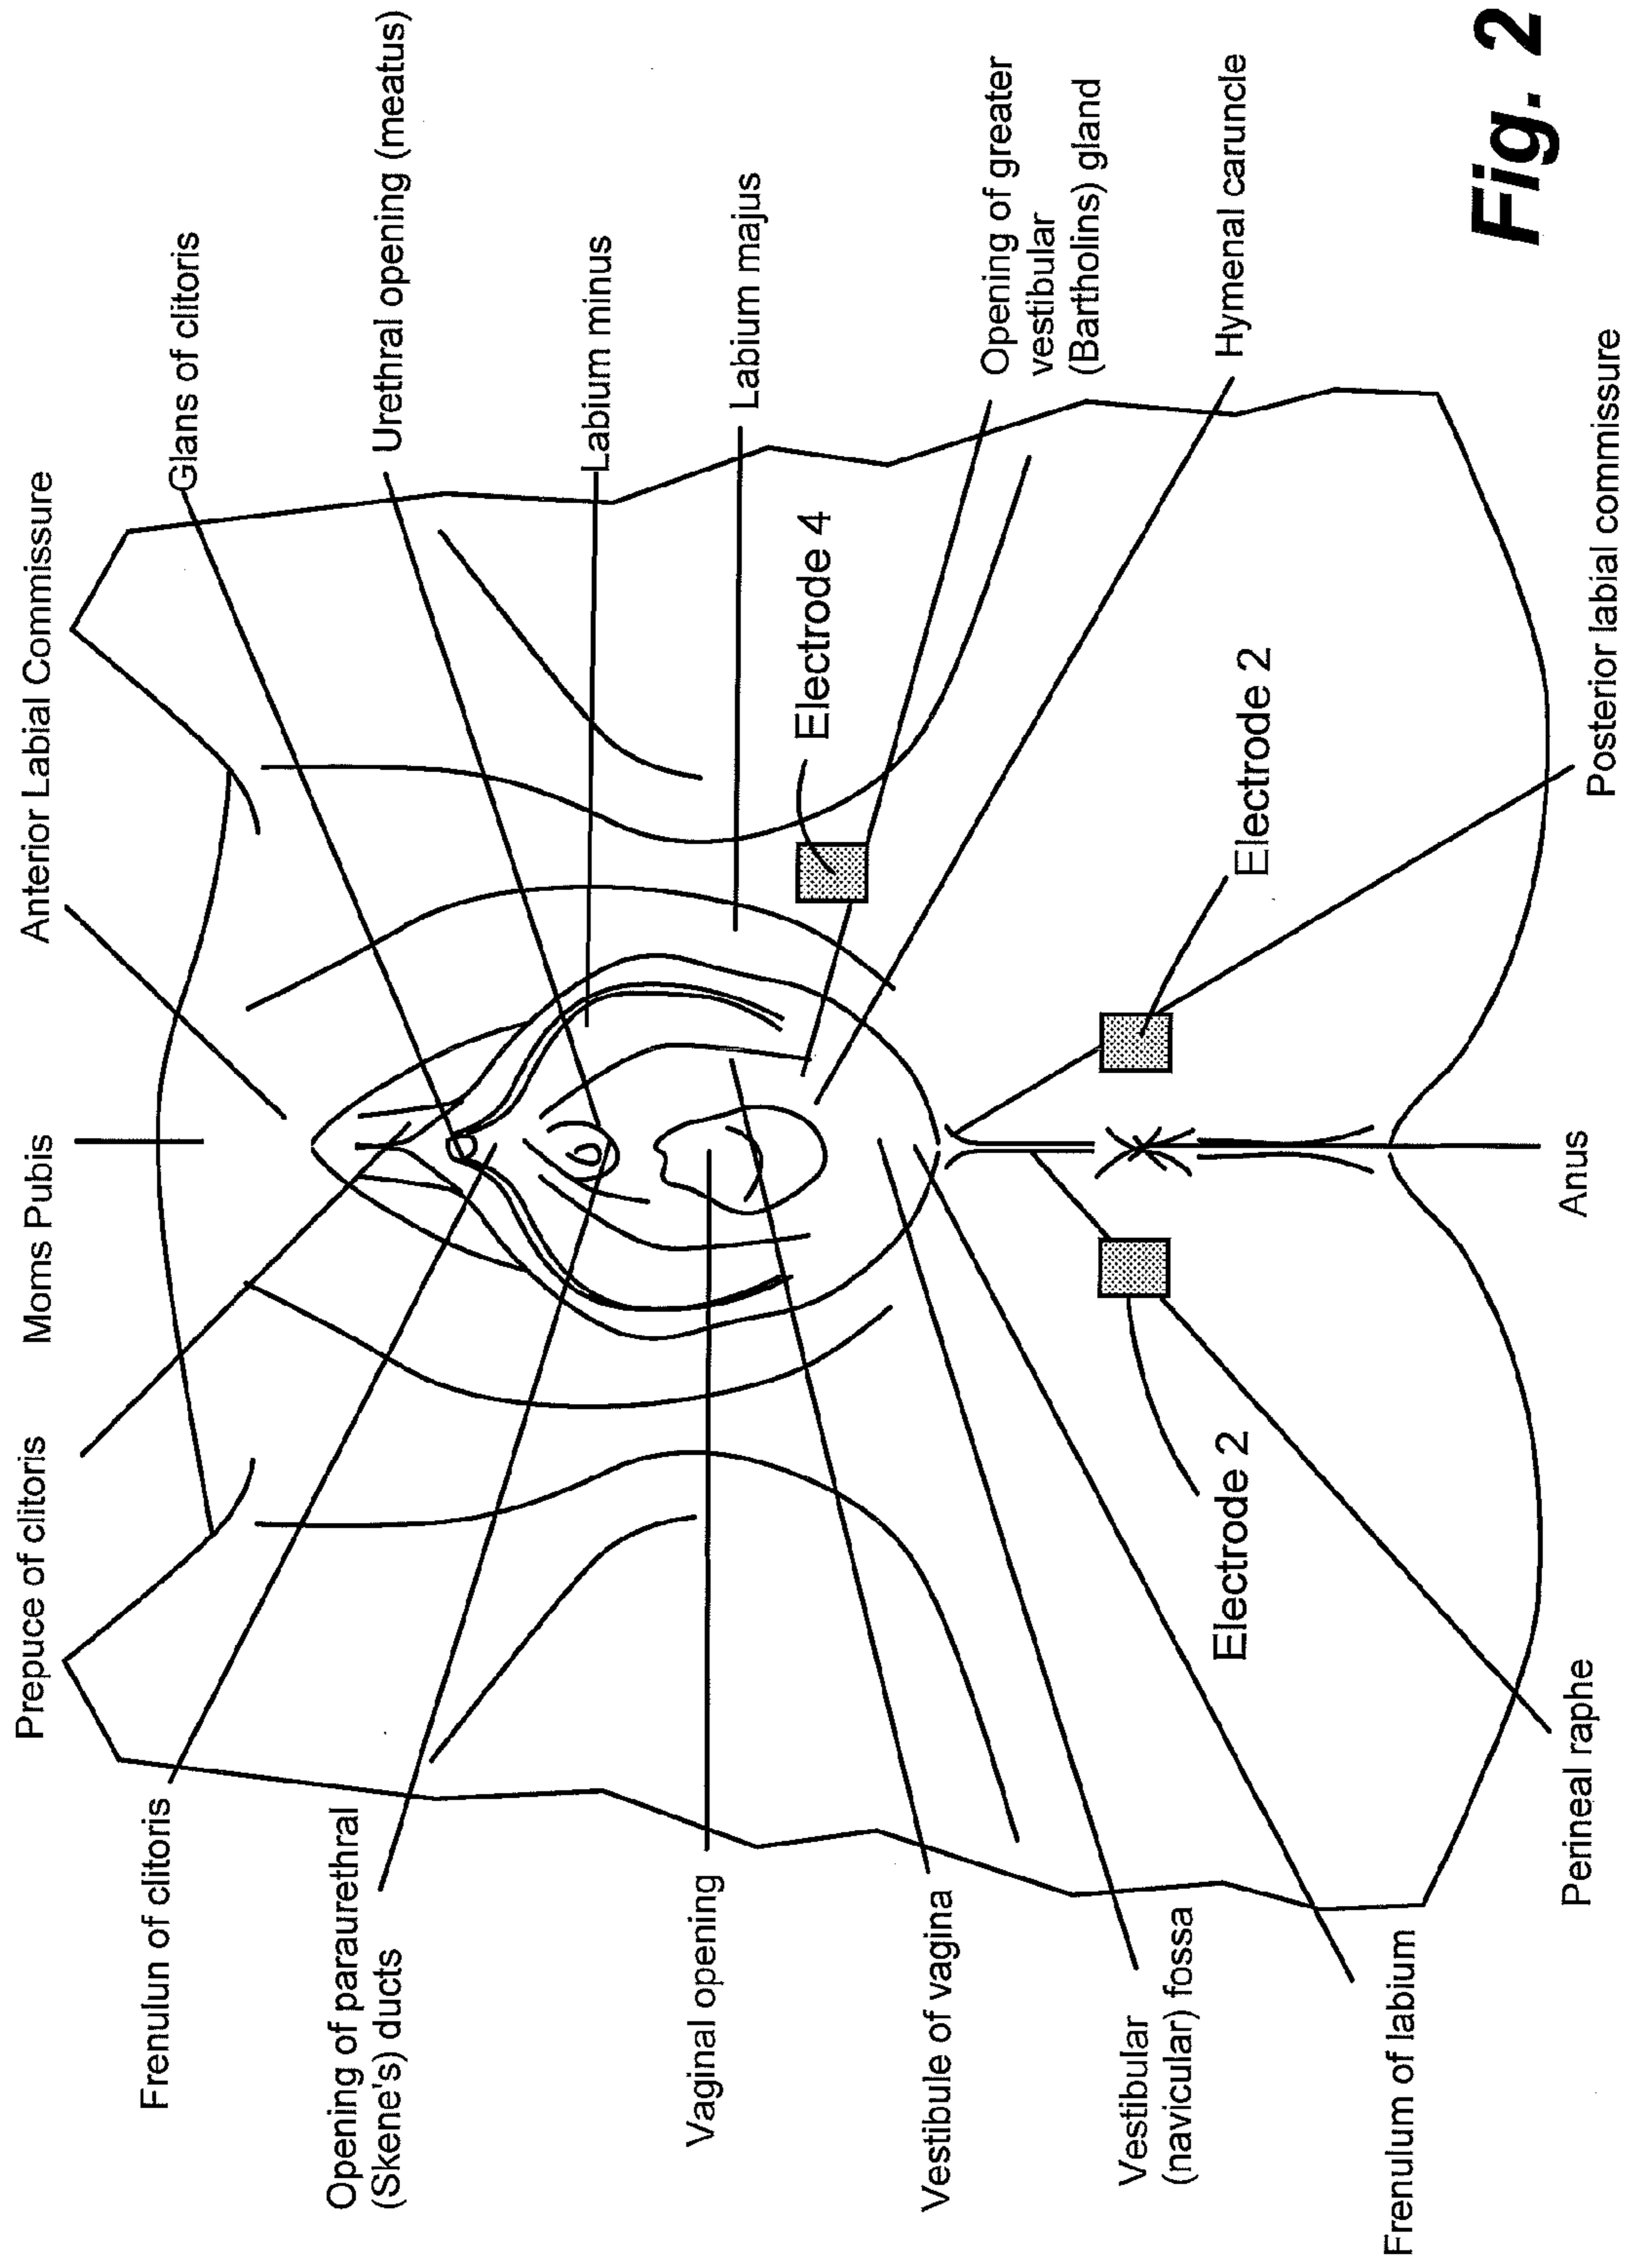 Anterior Labial Commissure
Moms Pubis
Prepuce of clitoris
Glans of clitoris
Urethral opening (meatus)
Labium minus
Labium majus
Electrode 4
Opening of greater
vestibular
(Bartholins) gland
Hymenal caruncle
Electrode 2
Posterior labial commissure
Anus
Frenulun of clitoris
Opening of paraurethral
(Skene's) ducts
Vaginal opening
Vestibule of vagina
Vestibular
(navicular) fossa
Electrode 2
Frenulum of labium
Perineal raphe
Fig. 2